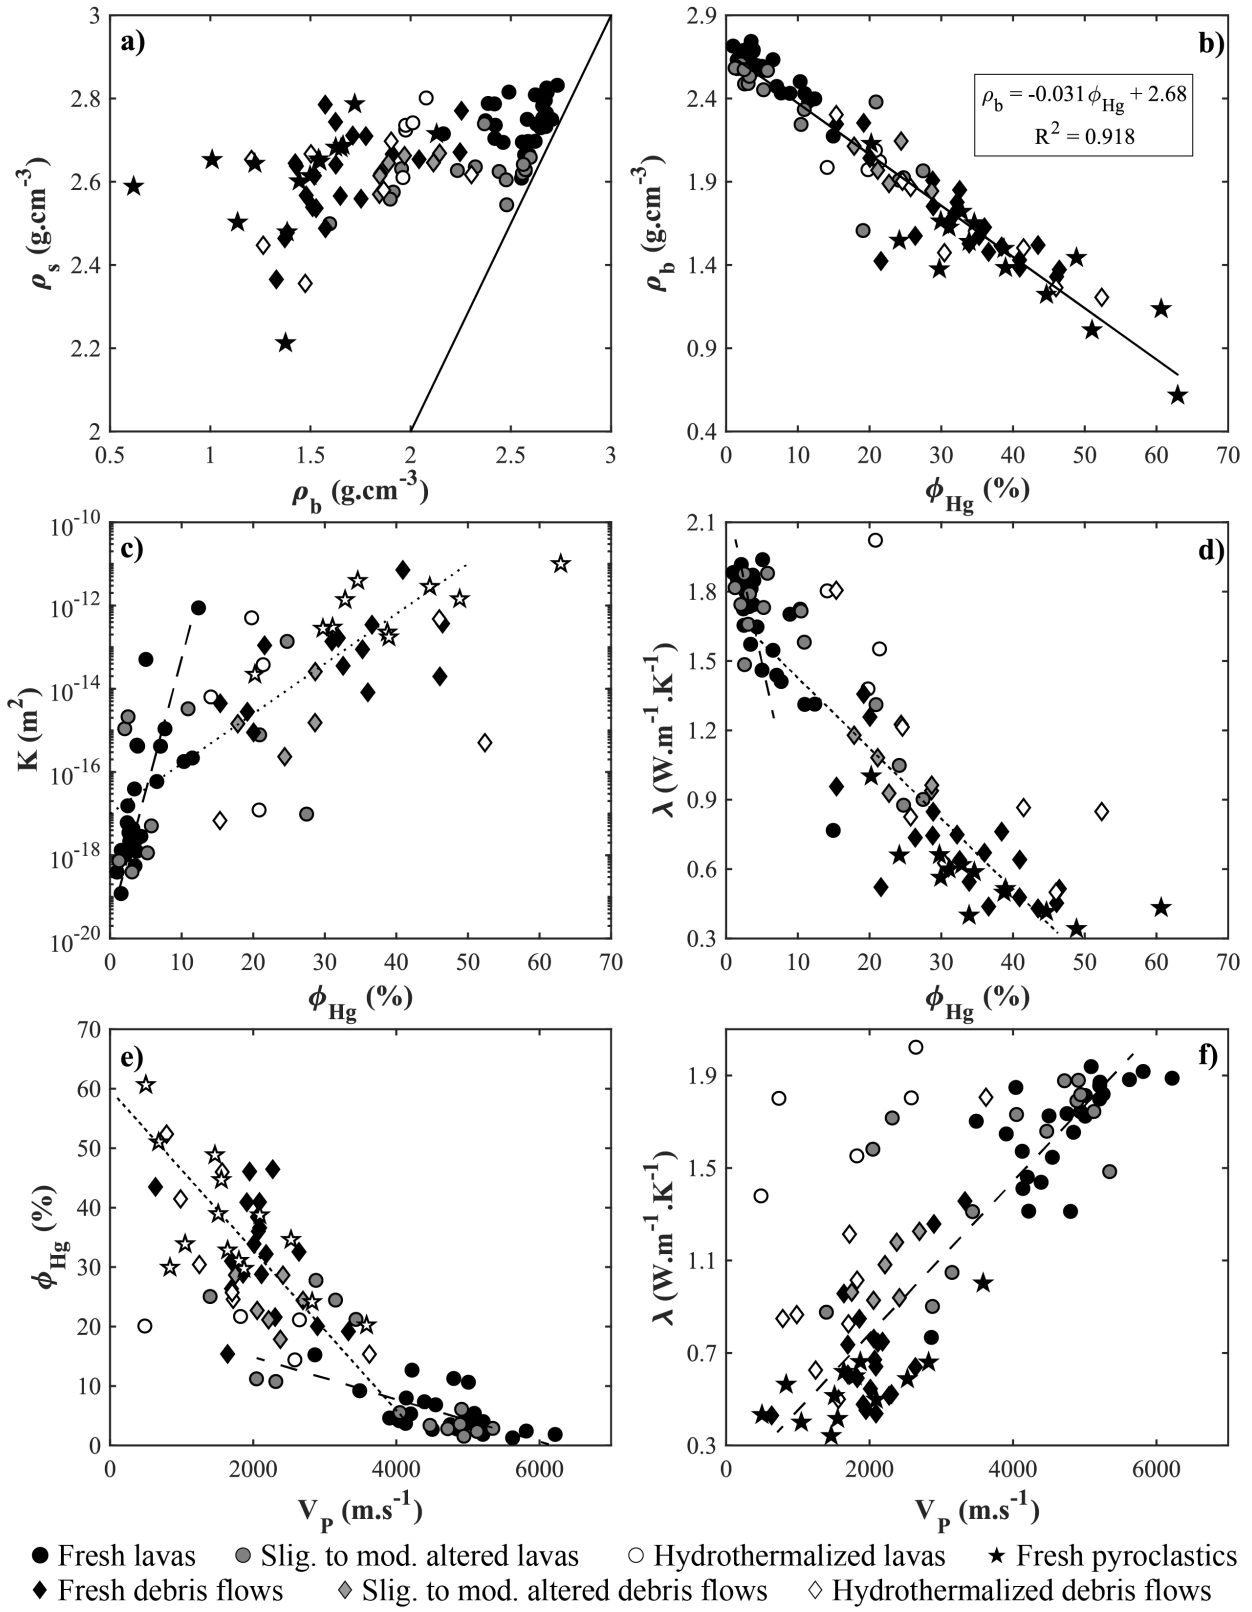 a)
3
2.8
2.6
2.4
2.2
2
ρs (g.cm-3)
0.5 1 1.5 2 2.5 3
ρb (g.cm-3)
b)
2.9
2.4
1.9
1.4
0.9
0.4
ρb (g.cm-3)
ρb = -0.031ϕHg + 2.68
R2 = 0.918
0 10 20 30 40 50 60 70
ϕHg (%)
c)
10-10
10-12
10-14
10-16
10-18
10-20
K (m2)
0 10 20 30 40 50 60 70
ϕHg (%)
d)
2.1
1.8
1.5
1.2
0.9
0.6
0.3
λ (W.m-1.K-1)
0 10 20 30 40 50 60 70
ϕHg (%)
e)
70
60
50
40
30
20
10
0
ϕHg (%)
0 2000 4000 6000
VP (m.s-1)
f)
1.9
1.5
1.1
0.7
0.3
λ (W.m-1.K-1)
0 2000 4000 6000
VP (m.s-1)
Fresh lavas Slig. to mod. altered lavas Hydrothermalized lavas Fresh pyroclastics
Fresh debris flows Slig. to mod. altered debris flows Hydrothermalized debris flows